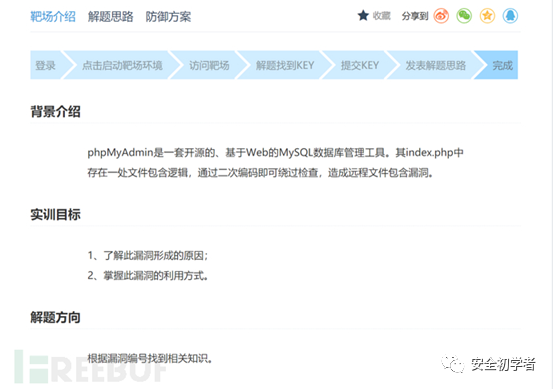 靶场介绍 解题思路 防御方案 收藏 分享到
登录 点击启动靶场环境 访问靶场 解题找到KEY 提交KEY 发表解题思路 完成
背景介绍
phpMyAdmin是一套开源的、基于Web的MySQL数据库管理工具。其index.php中
存在一处文件包含逻辑，通过二次编码即可绕过检查，造成远程文件包含漏洞。
实训目标
1、了解此漏洞形成的原因；
2、掌握此漏洞的利用方式。
解题方向
根据漏洞编号找到相关知识。
FREEBUF
安全初学者